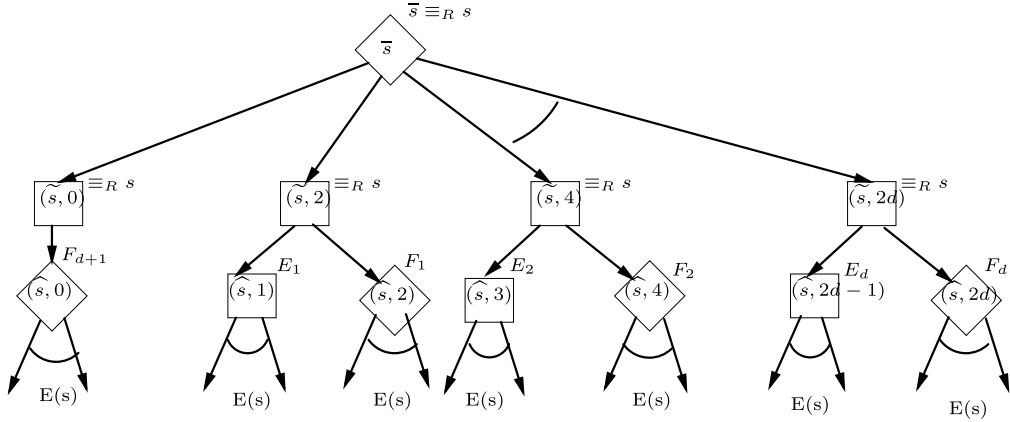 s̅ ≡_R s
s̅
(s̃, 0) ≡_R s
(s̃, 2) ≡_R s
(s̃, 4) ≡_R s
(s̃, 2d) ≡_R s
F_{d+1}
E_1
F_1
E_2
F_2
E_d
F_d
(ŝ, 0)
(ŝ, 1)
(ŝ, 2)
(ŝ, 3)
(ŝ, 4)
(ŝ, 2d − 1)
(ŝ, 2d)
E(s)
E(s)
E(s)
E(s)
E(s)
E(s)
E(s)